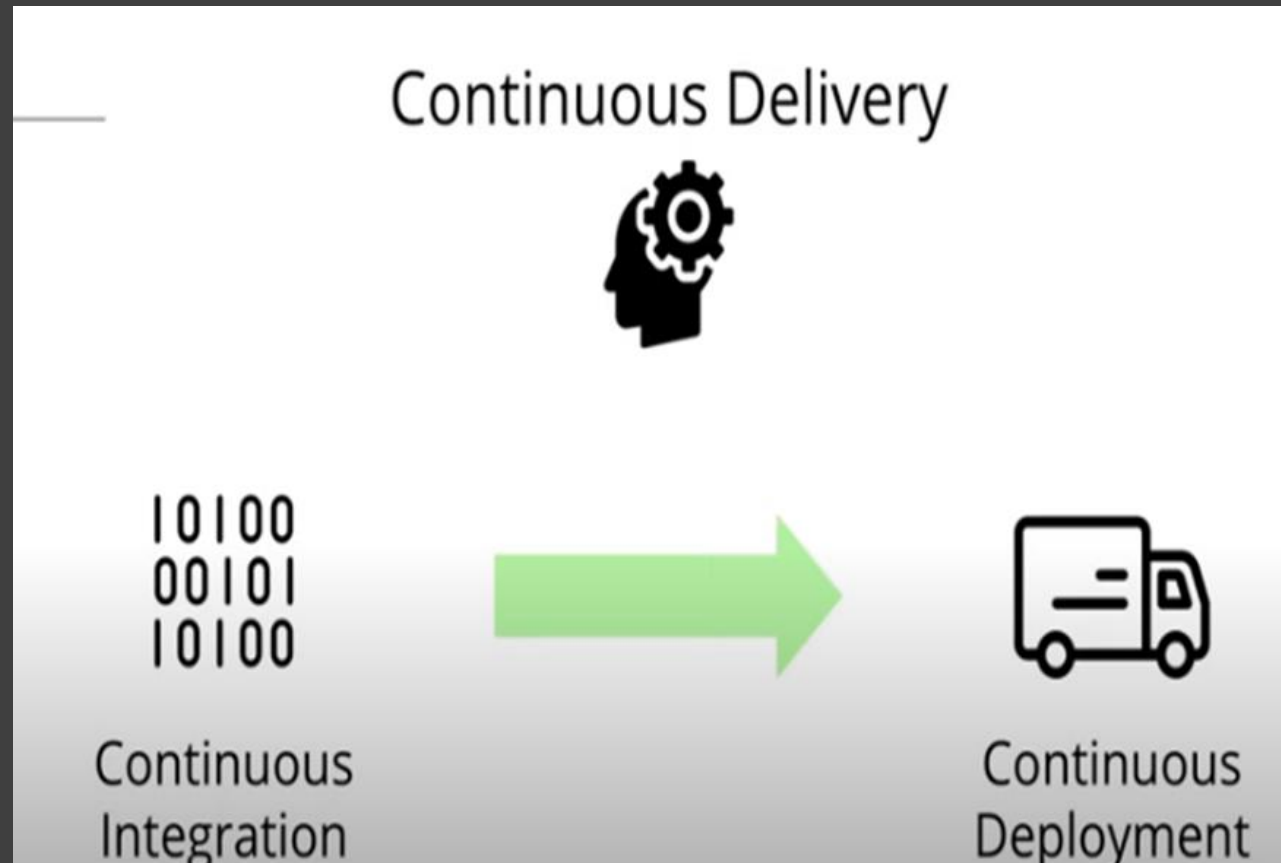 Continuous Delivery
10100
00101
10100
Continuous
Integration
Continuous
Deployment